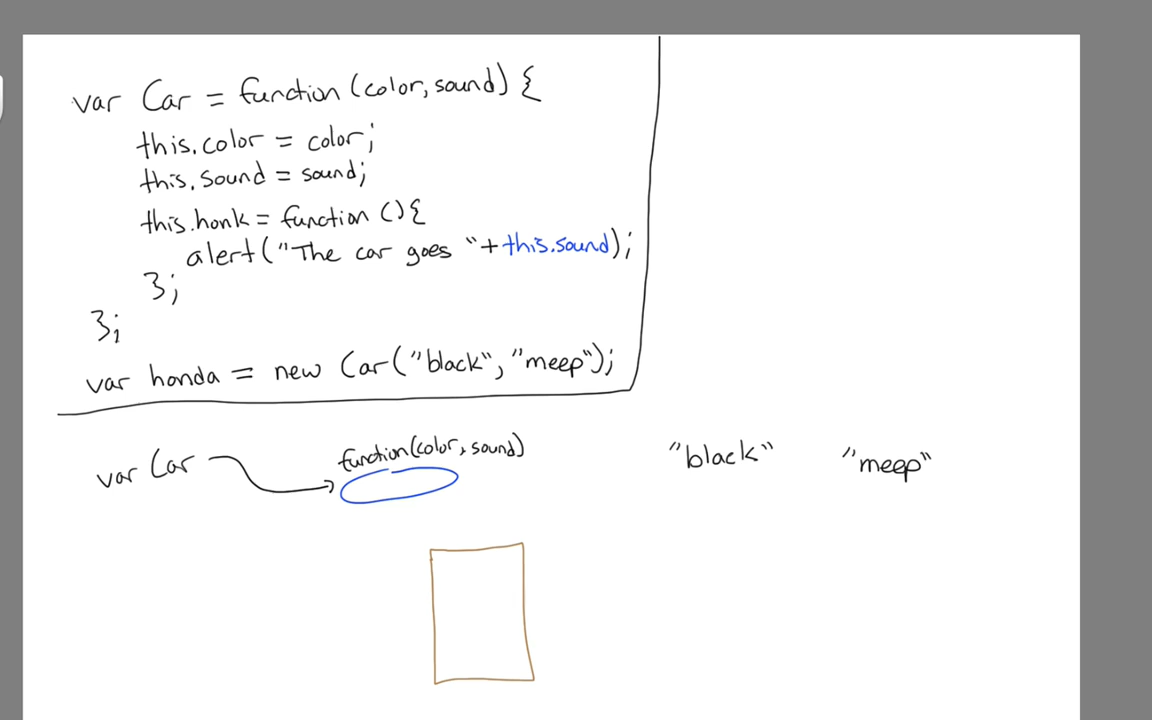 var Car = function (color, sound) {
this.color = color;
this.sound = sound;
this.honk = function () {
alert("The car goes "+this.sound);
};
};
var honda = new Car("black", "meep");
var Car
function(color, sound)
"black"
"meep"